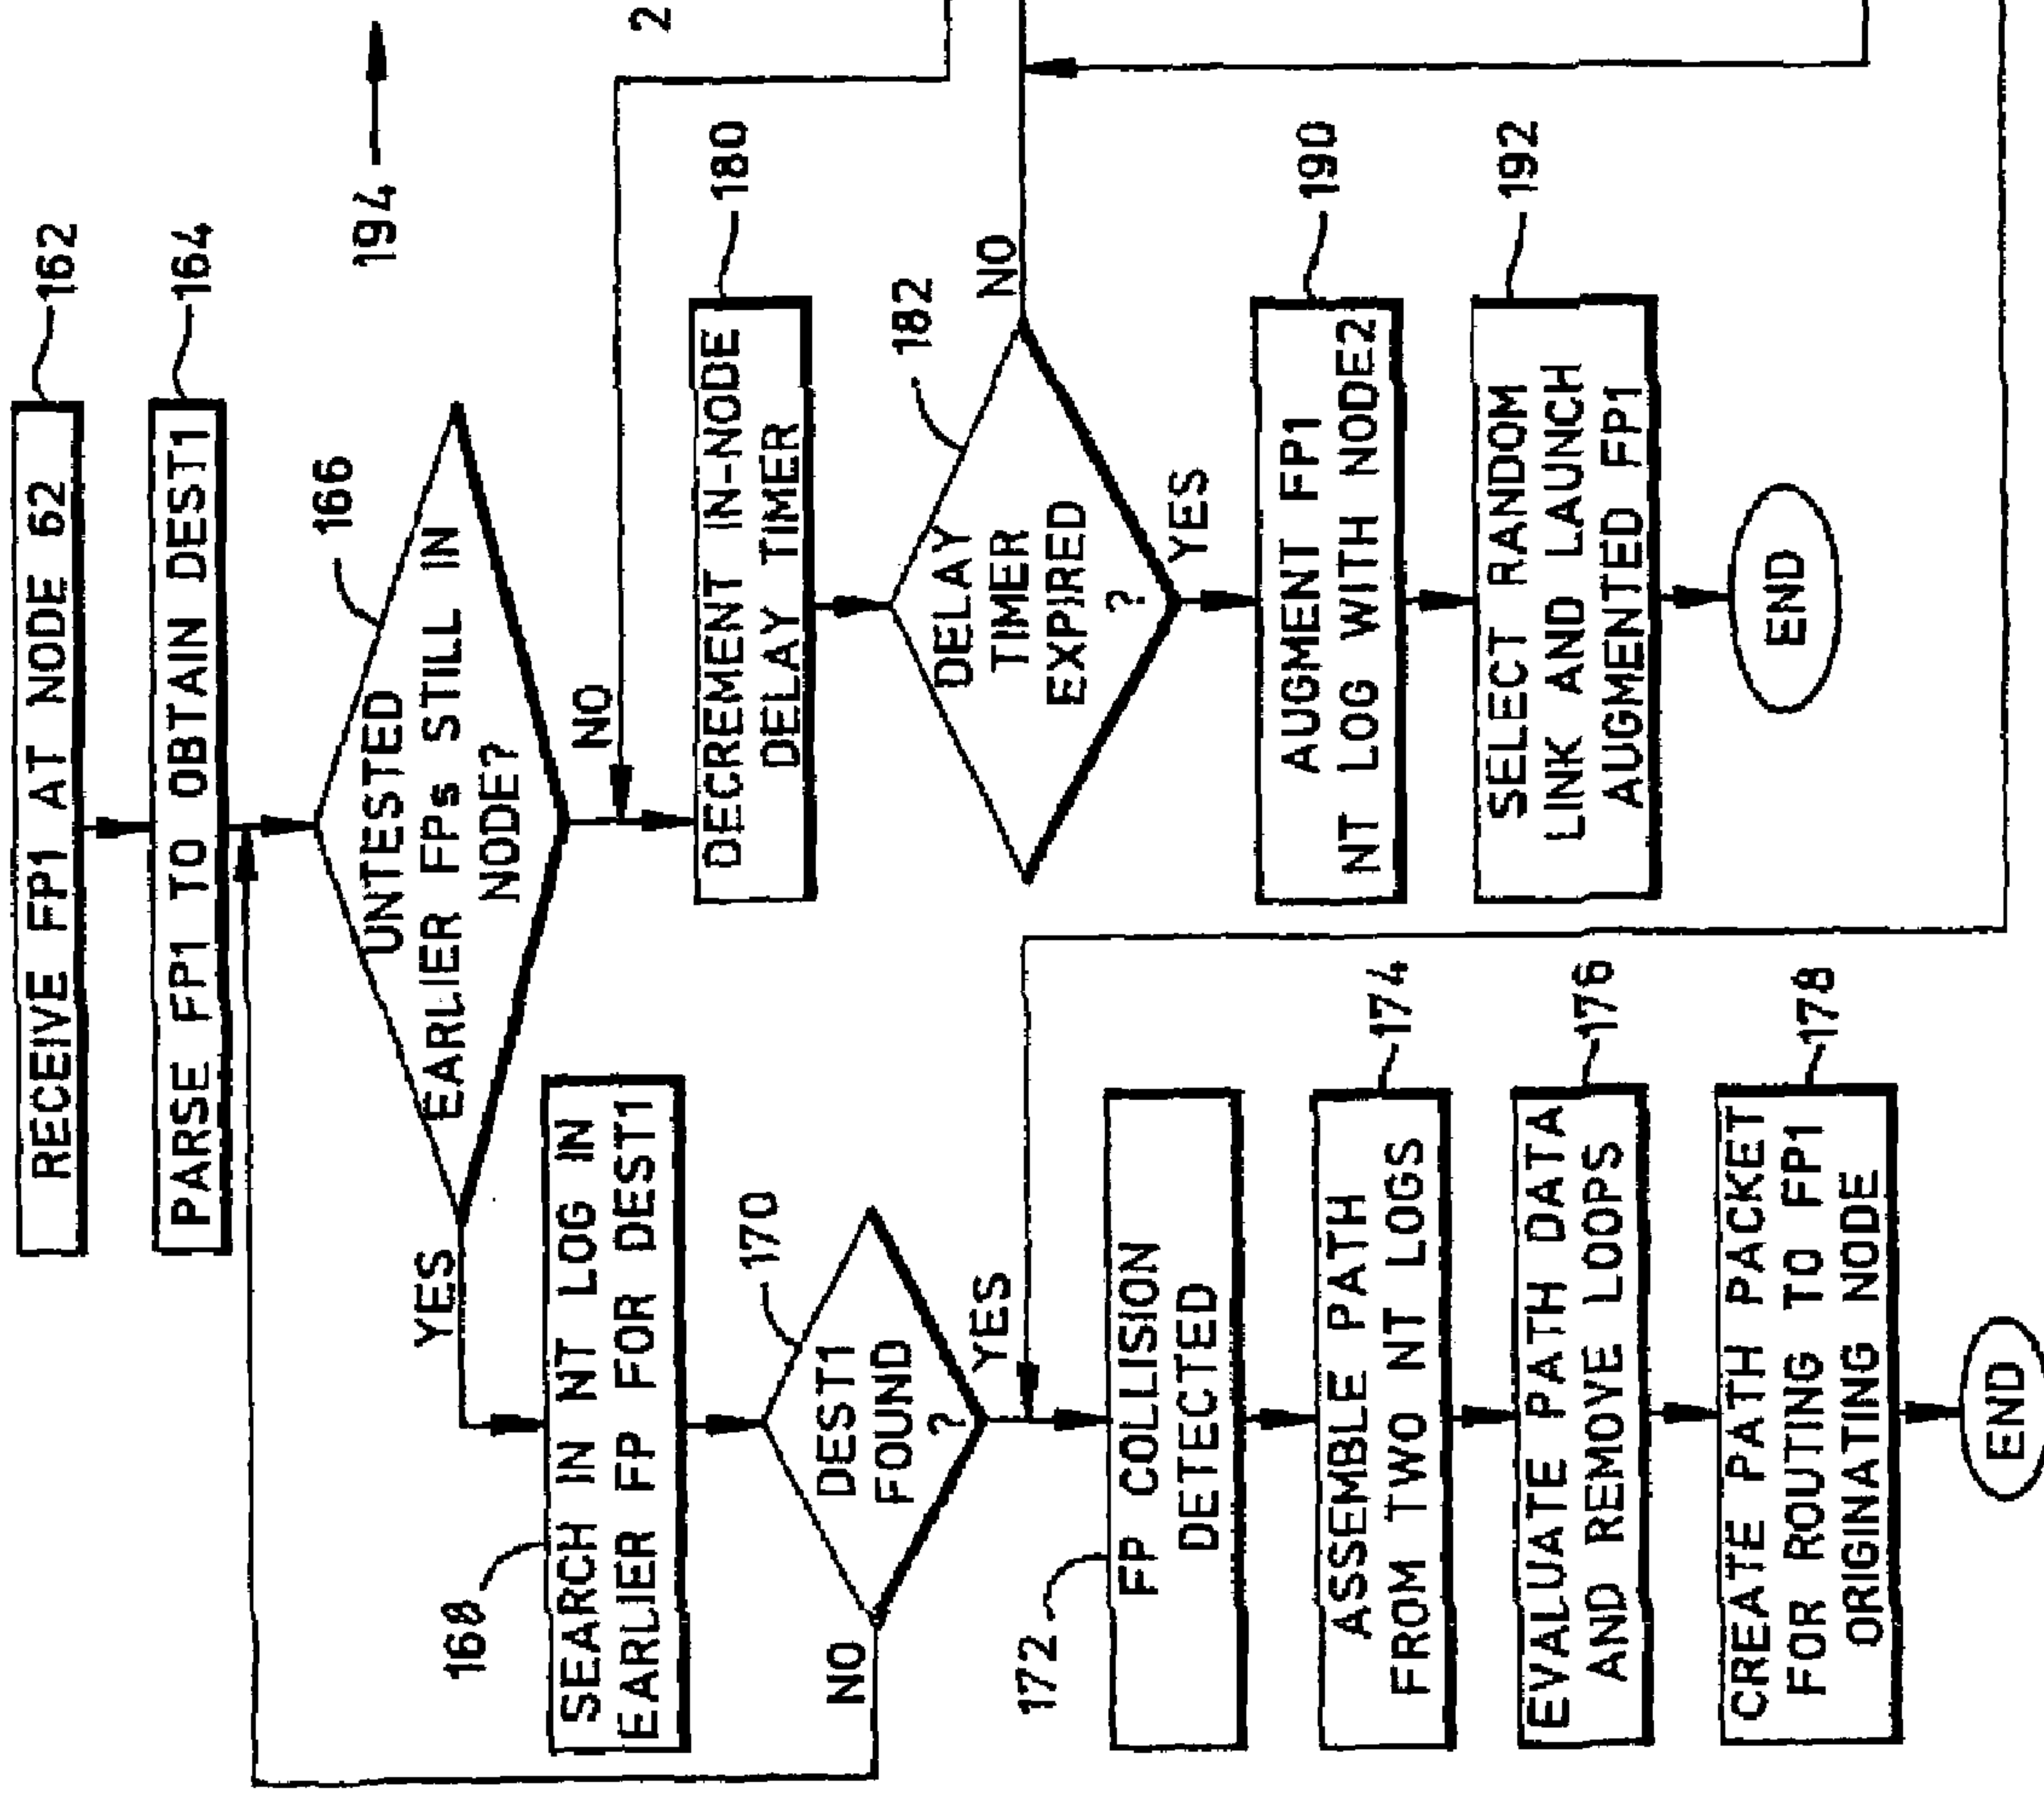 RECEIVE FP1 AT NODE 62
162
PARSE FP1 TO OBTAIN DEST1
164
194
166
UNTESTED
EARLIER FPs STILL IN
NODE?
YES
NO
168
SEARCH IN NT LOG IN
EARLIER FP FOR DEST1
170
DEST1
FOUND
?
NO
YES
172
FP COLLISION
DETECTED
ASSEMBLE PATH
FROM TWO NT LOGS
174
EVALUATE PATH DATA
AND REMOVE LOOPS
176
CREATE PATH PACKET
FOR ROUTING TO FP1
ORIGINATING NODE
178
END
2
DECREMENT IN-NODE
DELAY TIMER
180
182
DELAY
TIMER
EXPIRED
?
NO
YES
AUGMENT FP1
NT LOG WITH NODE2
190
SELECT RANDOM
LINK AND LAUNCH
AUGMENTED FP1
192
END